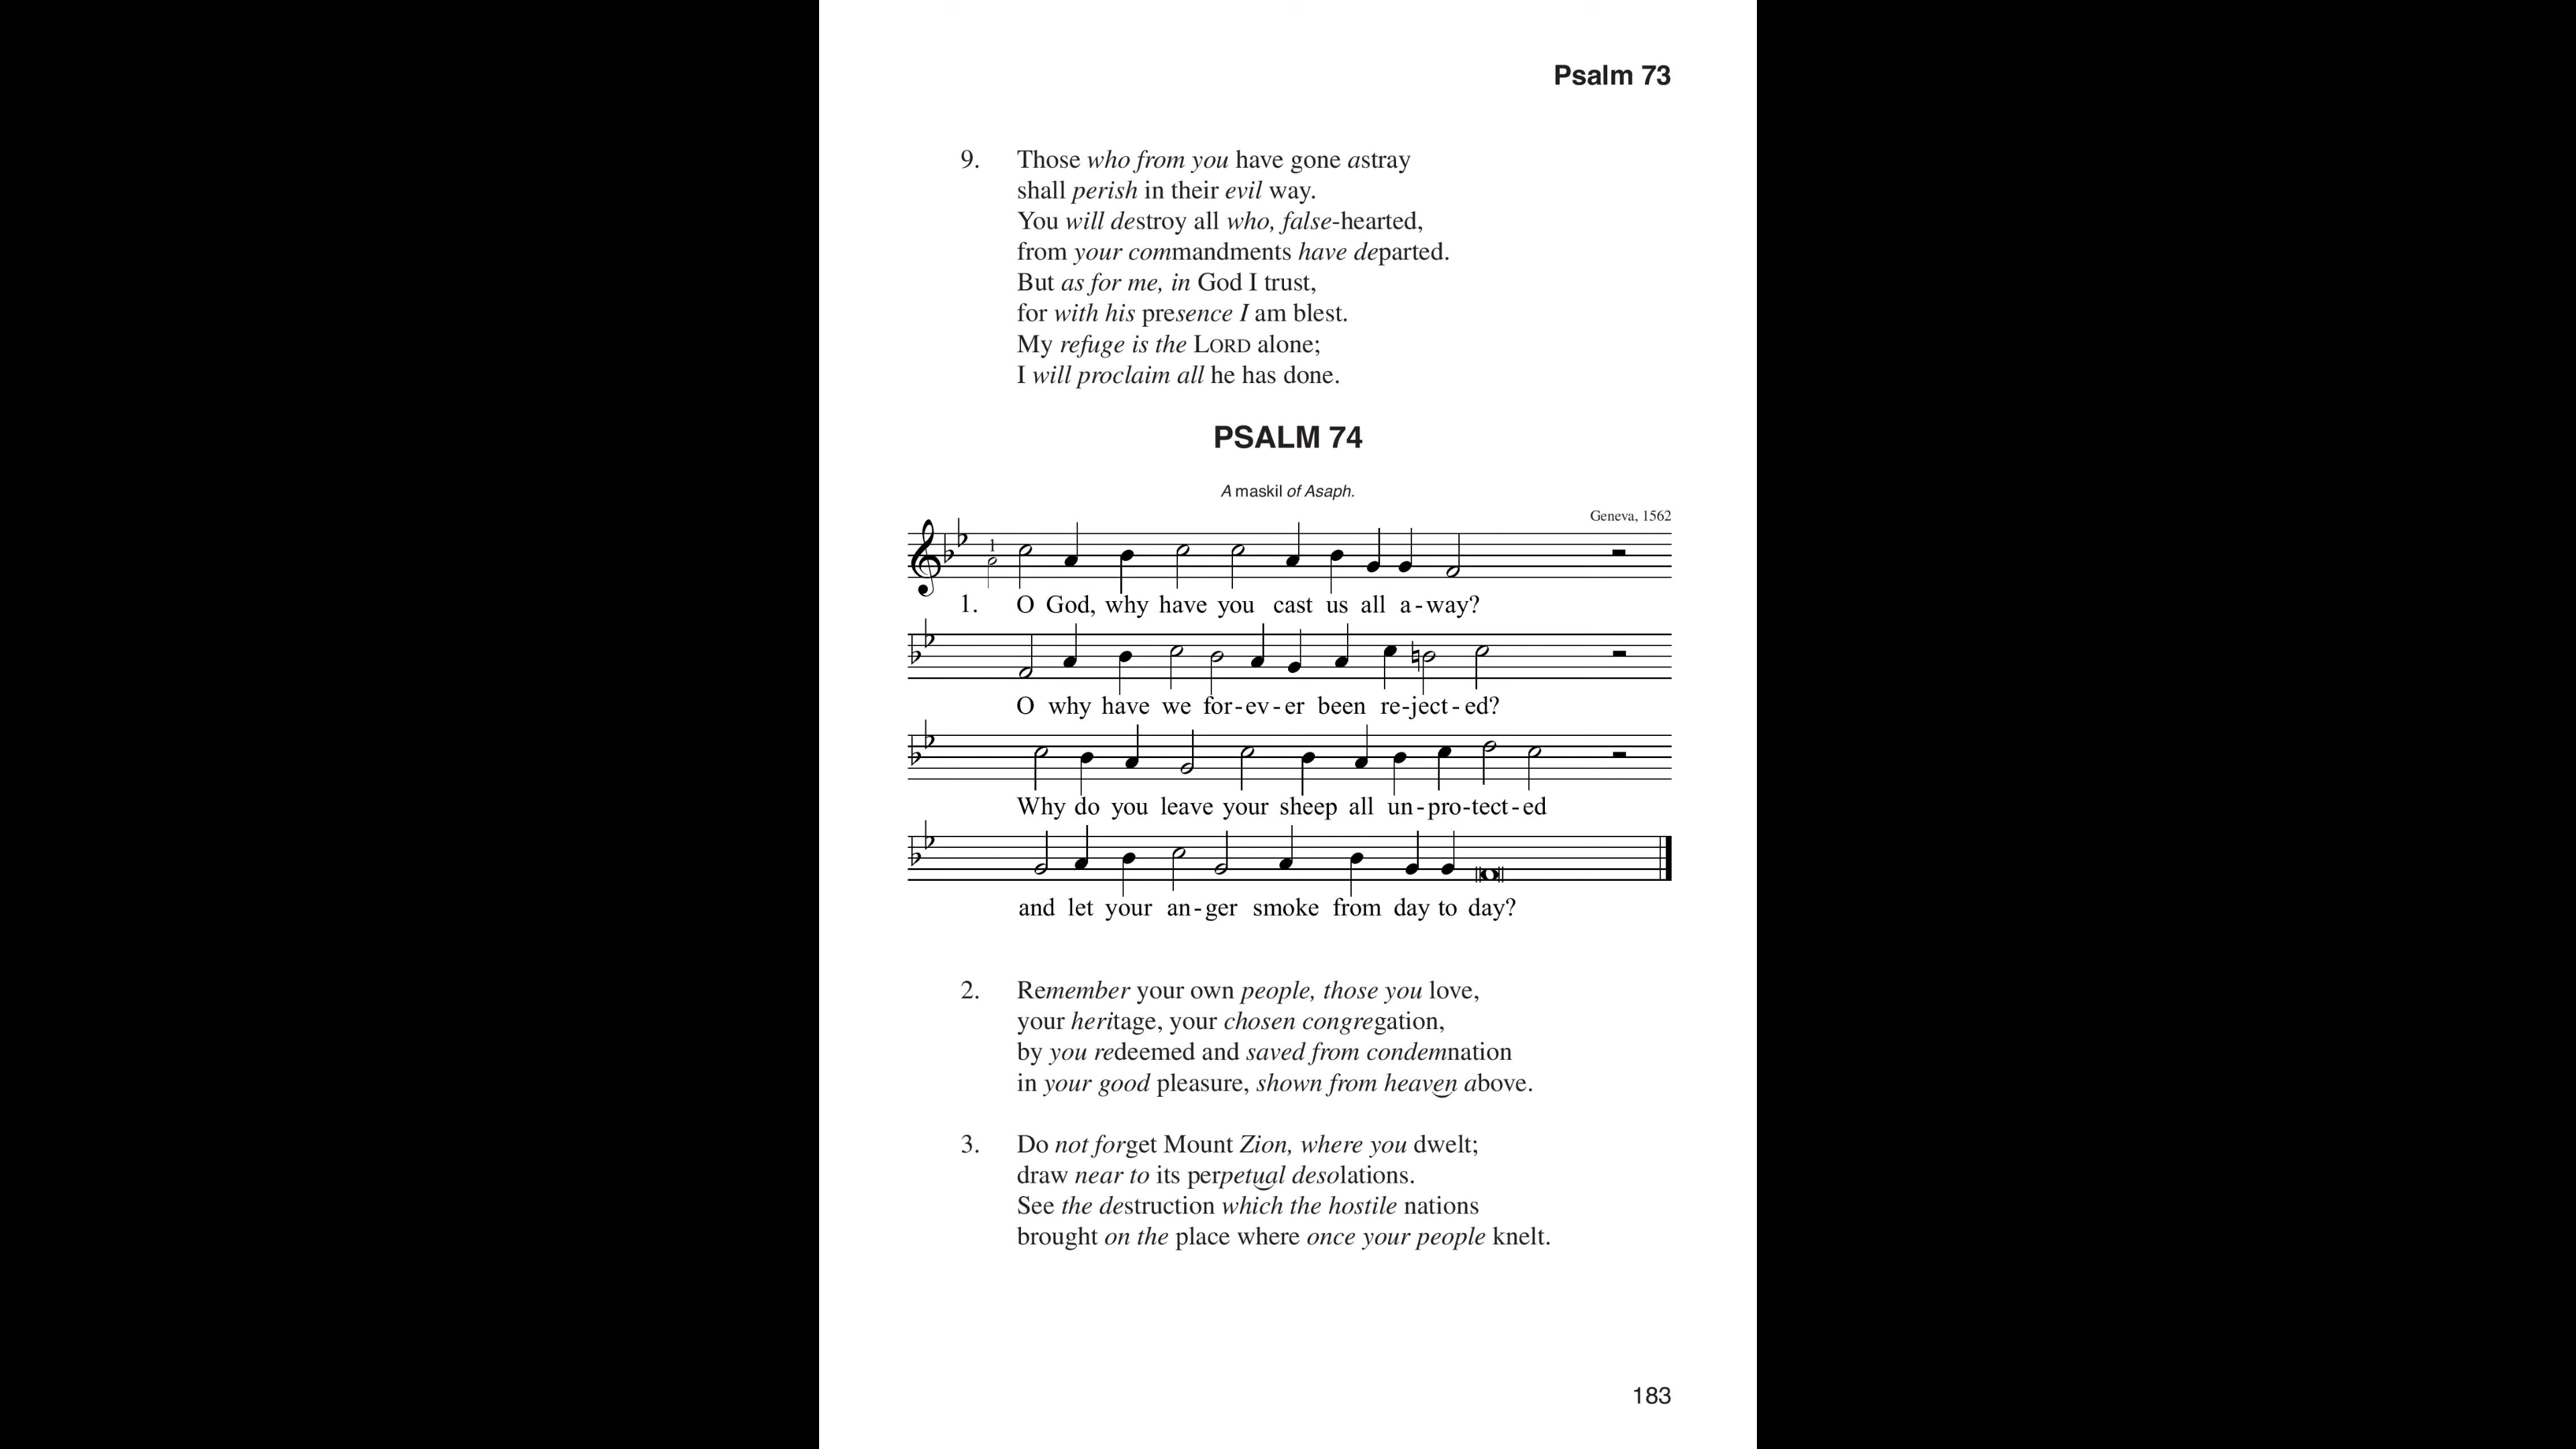 Psalm 73
9. Those who from you have gone astray
shall perish in their evil way.
You will destroy all who, false-hearted,
from your commandments have departed.
But as for me, in God I trust,
for with his presence I am blest.
My refuge is the LORD alone;
I will proclaim all he has done.
PSALM 74
A maskil of Asaph.
Geneva, 1562
1
1. O God, why have you cast us all a-way?
O why have we for-ev-er been re-ject-ed?
Why do you leave your sheep all un-pro-tect-ed
and let your an-ger smoke from day to day?
2. Remember your own people, those you love,
your heritage, your chosen congregation,
by you redeemed and saved from condemnation
in your good pleasure, shown from heaven above.
3. Do not forget Mount Zion, where you dwelt;
draw near to its perpetual desolations.
See the destruction which the hostile nations
brought on the place where once your people knelt.
183